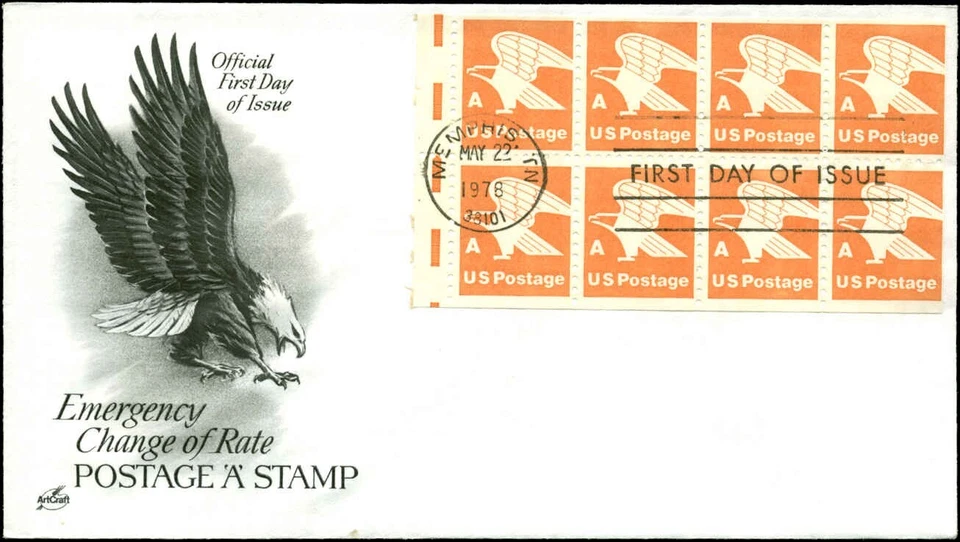 Official
First Day
of Issue
A
US Postage
A
US Postage
A
US Postage
A
US Postage
MEMPHIS, TN
MAY 22
1978
38101
FIRST DAY OF ISSUE
A
US Postage
A
US Postage
A
US Postage
A
US Postage
Emergency
Change of Rate
POSTAGE 'A' STAMP
ArtCraft